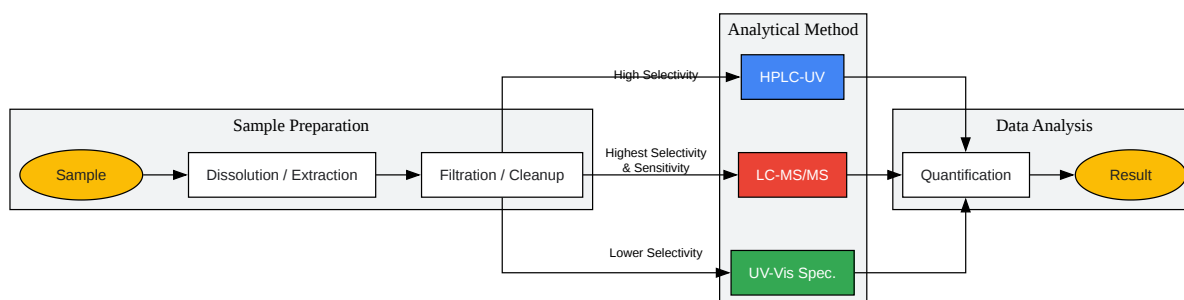 Analytical Method
High Selectivity
HPLC-UV
Sample Preparation
Data Analysis
Sample
Dissolution / Extraction
Filtration / Cleanup
Highest Selectivity
& Sensitivity
LC-MS/MS
Quantification
Result
Lower Selectivity
UV-Vis Spec.